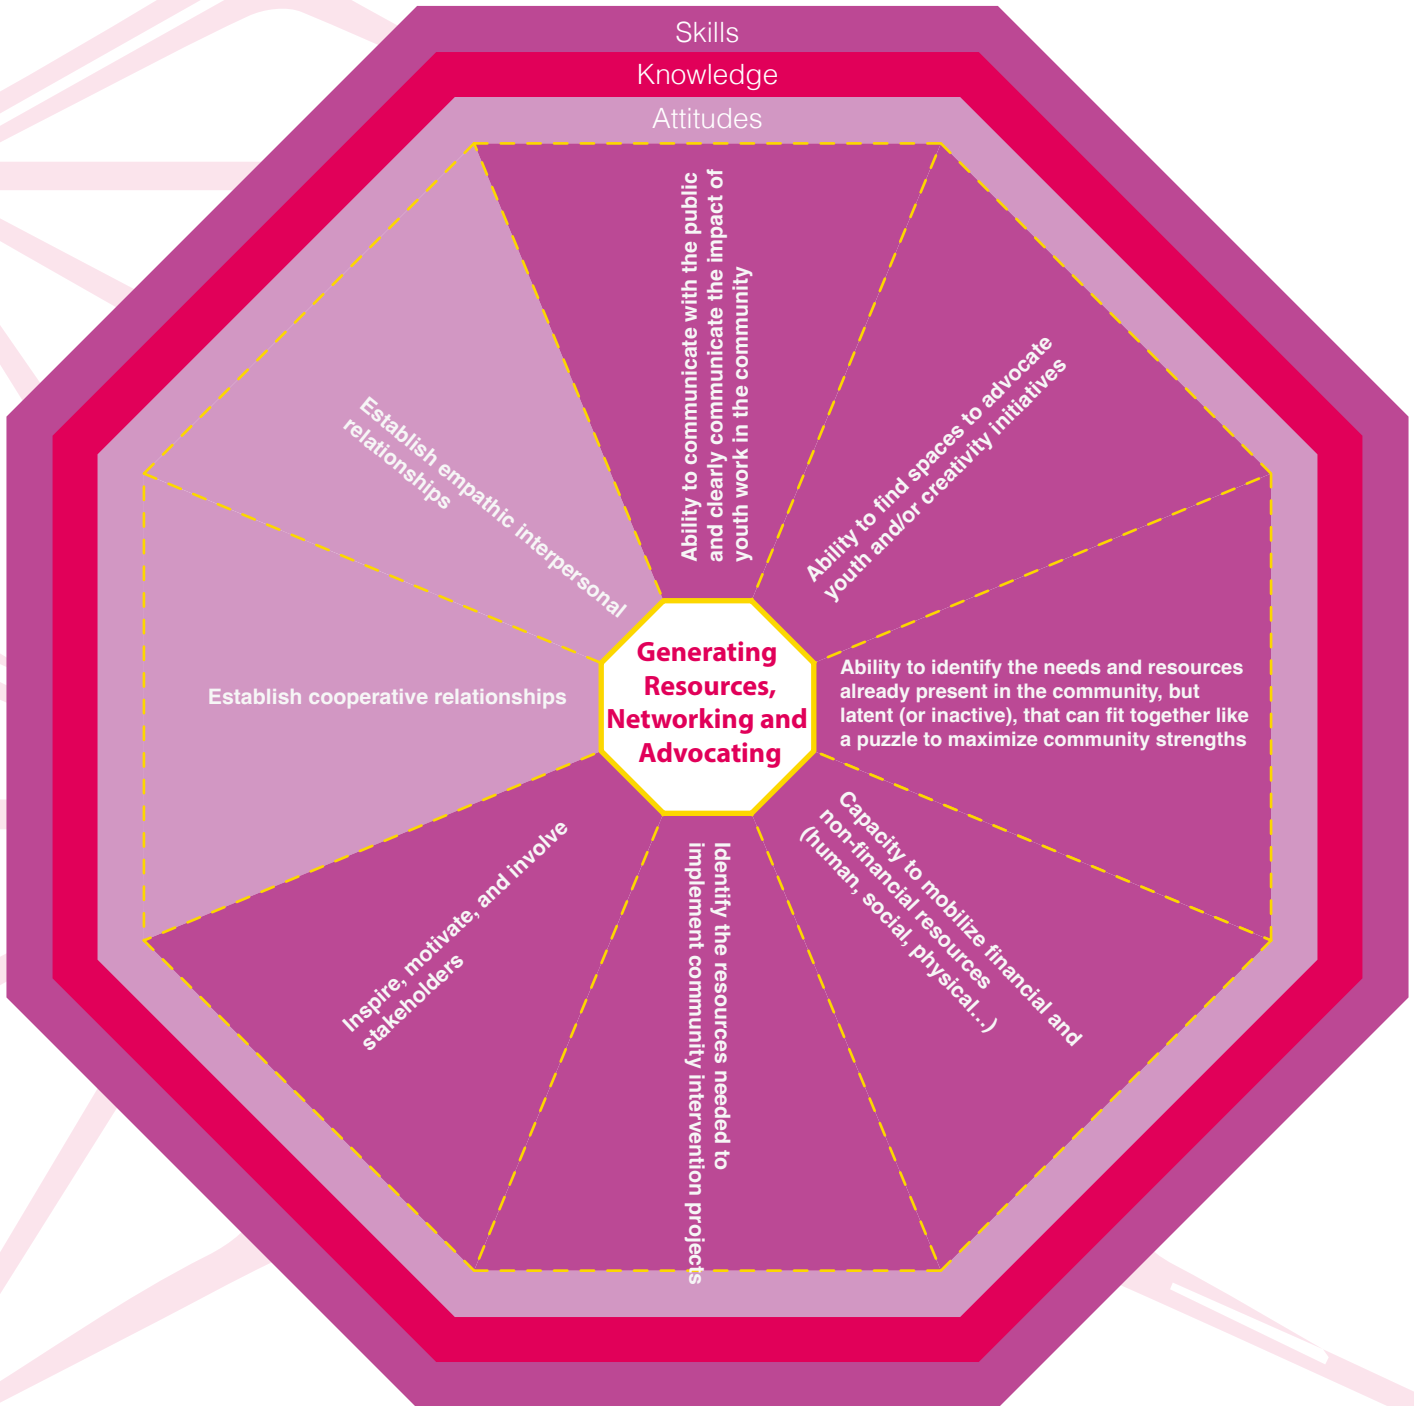 Skills
Knowledge
Attitudes
Ability to communicate with the public
and clearly communicate the impact of
youth work in the community
Ability to find spaces to advocate
youth and/or creativity initiatives
Ability to identify the needs and resources
already present in the community, but
latent (or inactive), that can fit together like
a puzzle to maximize community strengths
Capacity to mobilize financial and
non-financial resources
(human, social, physical...)
Identify the resources needed to
implement community intervention projects
Inspire, motivate, and involve
stakeholders
Establish cooperative relationships
Establish empathic interpersonal
relationships
Generating
Resources,
Networking and
Advocating